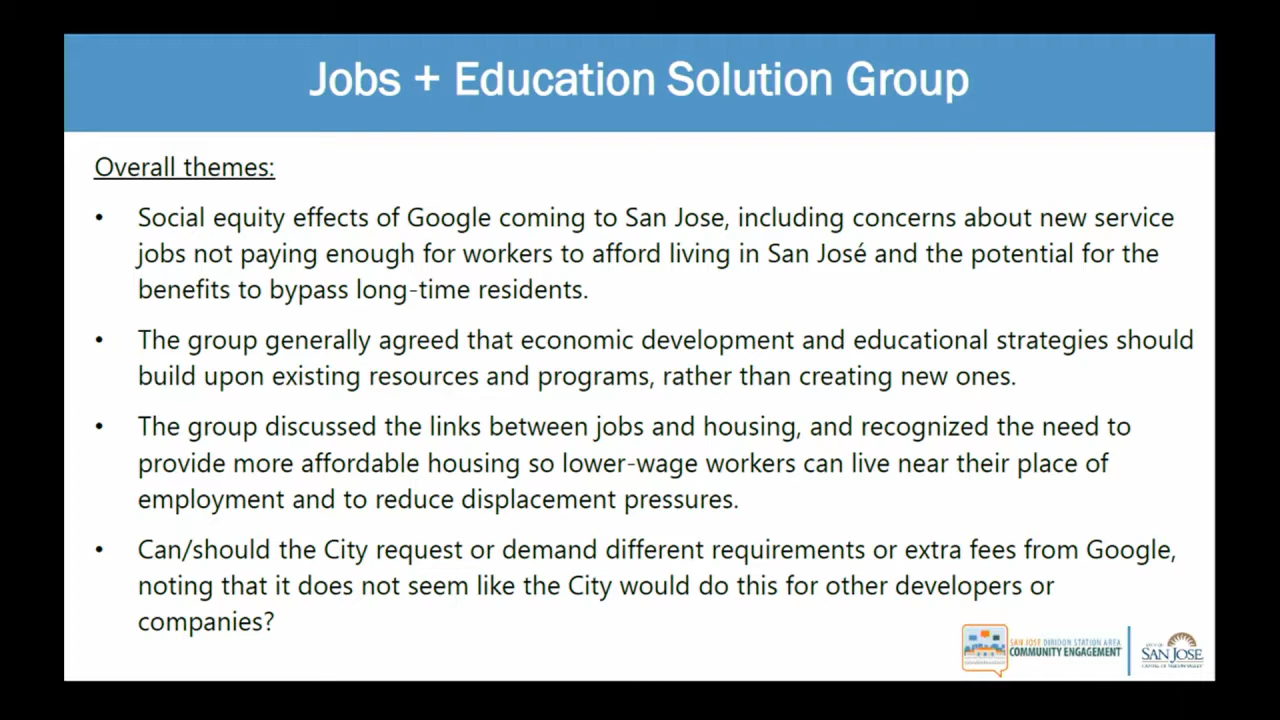 Jobs + Education Solution Group
Overall themes:
• Social equity effects of Google coming to San Jose, including concerns about new service
jobs not paying enough for workers to afford living in San José and the potential for the
benefits to bypass long-time residents.
• The group generally agreed that economic development and educational strategies should
build upon existing resources and programs, rather than creating new ones.
• The group discussed the links between jobs and housing, and recognized the need to
provide more affordable housing so lower-wage workers can live near their place of
employment and to reduce displacement pressures.
• Can/should the City request or demand different requirements or extra fees from Google,
noting that it does not seem like the City would do this for other developers or
companies?
SAN JOSE DIRIDON STATION AREA
COMMUNITY ENGAGEMENT
CITY OF
SAN JOSE
CAPITAL OF SILICON VALLEY